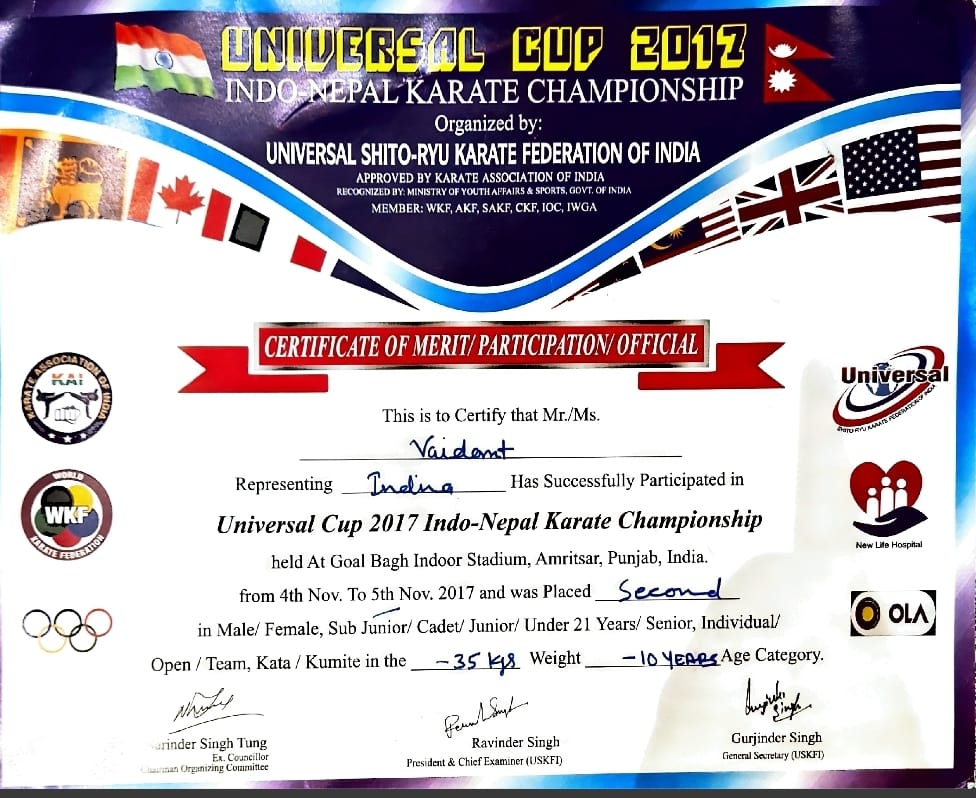 UNIVERSAL CUP 2017
INDO-NEPAL KARATE CHAMPIONSHIP
Organized by:
UNIVERSAL SHITO-RYU KARATE FEDERATION OF INDIA
APPROVED BY KARATE ASSOCIATION OF INDIA
RECOGNIZED BY: MINISTRY OF YOUTH AFFAIRS & SPORTS, GOVT. OF INDIA
MEMBER: WKF, AKF, SAKF, CKF, IOC, IWGA
CERTIFICATE OF MERIT/ PARTICIPATION/ OFFICIAL
KARATE ASSOCIATION OF INDIA
KAI
Universal
SHITO-RYU KARATE FEDERATION OF INDIA
This is to Certify that Mr./Ms.
Vaidant
Representing India Has Successfully Participated in
WORLD
WKF
KARATE FEDERATION
Universal Cup 2017 Indo-Nepal Karate Championship
New Life Hospital
held At Goal Bagh Indoor Stadium, Amritsar, Punjab, India.
from 4th Nov. To 5th Nov. 2017 and was Placed Second
OLA
in Male/ Female, Sub Junior/ Cadet/ Junior/ Under 21 Years/ Senior, Individual/
Open / Team, Kata / Kumite in the -35 kgs Weight -10 YEARS Age Category.
Singh Tung
Ex. Councillor
Chairman Organizing Committee
Ravinder Singh
President & Chief Examiner (USKFI)
Gurjinder Singh
General Secretary (USKFI)